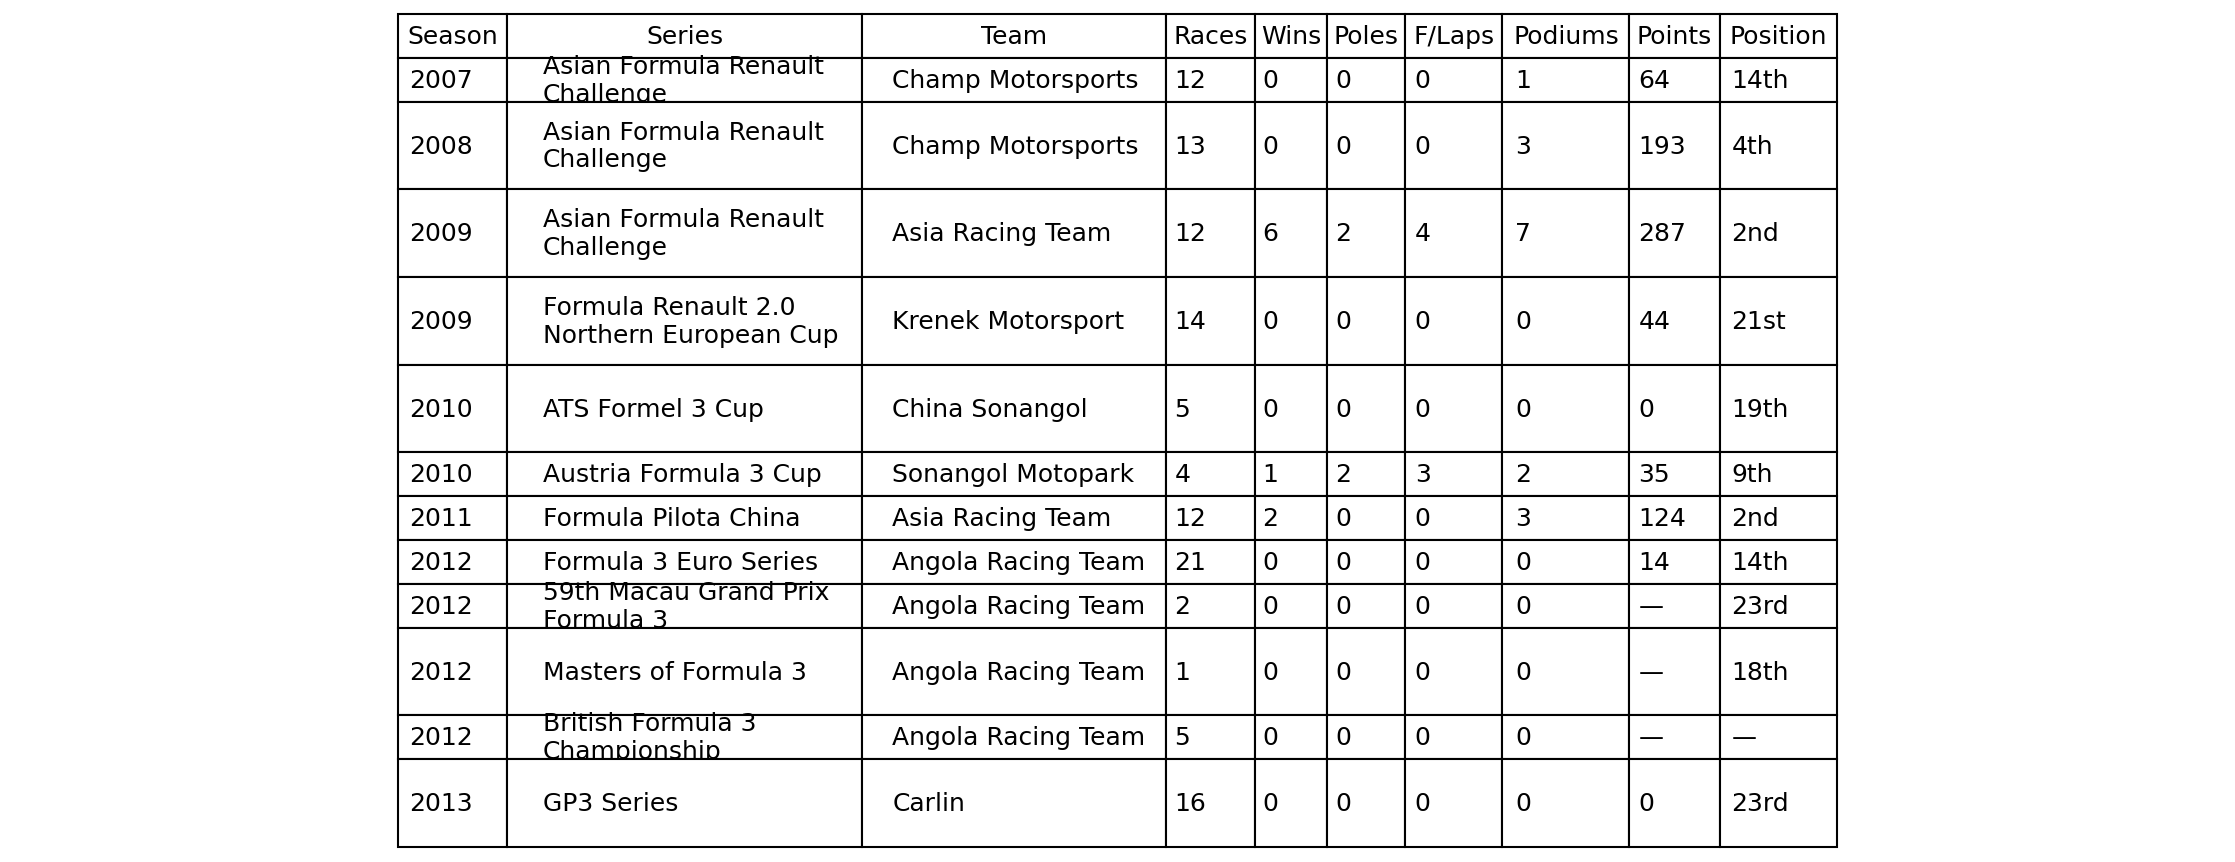 Season Series Team Races Wins Poles F/Laps Podiums Points Position
2007 Asian Formula Renault Challenge Champ Motorsports 12 0 0 0 1 64 14th
2008 Asian Formula Renault Challenge Champ Motorsports 13 0 0 0 3 193 4th
2009 Asian Formula Renault Challenge Asia Racing Team 12 6 2 4 7 287 2nd
2009 Formula Renault 2.0 Northern European Cup Krenek Motorsport 14 0 0 0 0 44 21st
2010 ATS Formel 3 Cup China Sonangol 5 0 0 0 0 0 19th
2010 Austria Formula 3 Cup Sonangol Motopark 4 1 2 3 2 35 9th
2011 Formula Pilota China Asia Racing Team 12 2 0 0 3 124 2nd
2012 Formula 3 Euro Series Angola Racing Team 21 0 0 0 0 14 14th
2012 59th Macau Grand Prix Formula 3 Angola Racing Team 2 0 0 0 0 — 23rd
2012 Masters of Formula 3 Angola Racing Team 1 0 0 0 0 — 18th
2012 British Formula 3 Championship Angola Racing Team 5 0 0 0 0 — —
2013 GP3 Series Carlin 16 0 0 0 0 0 23rd